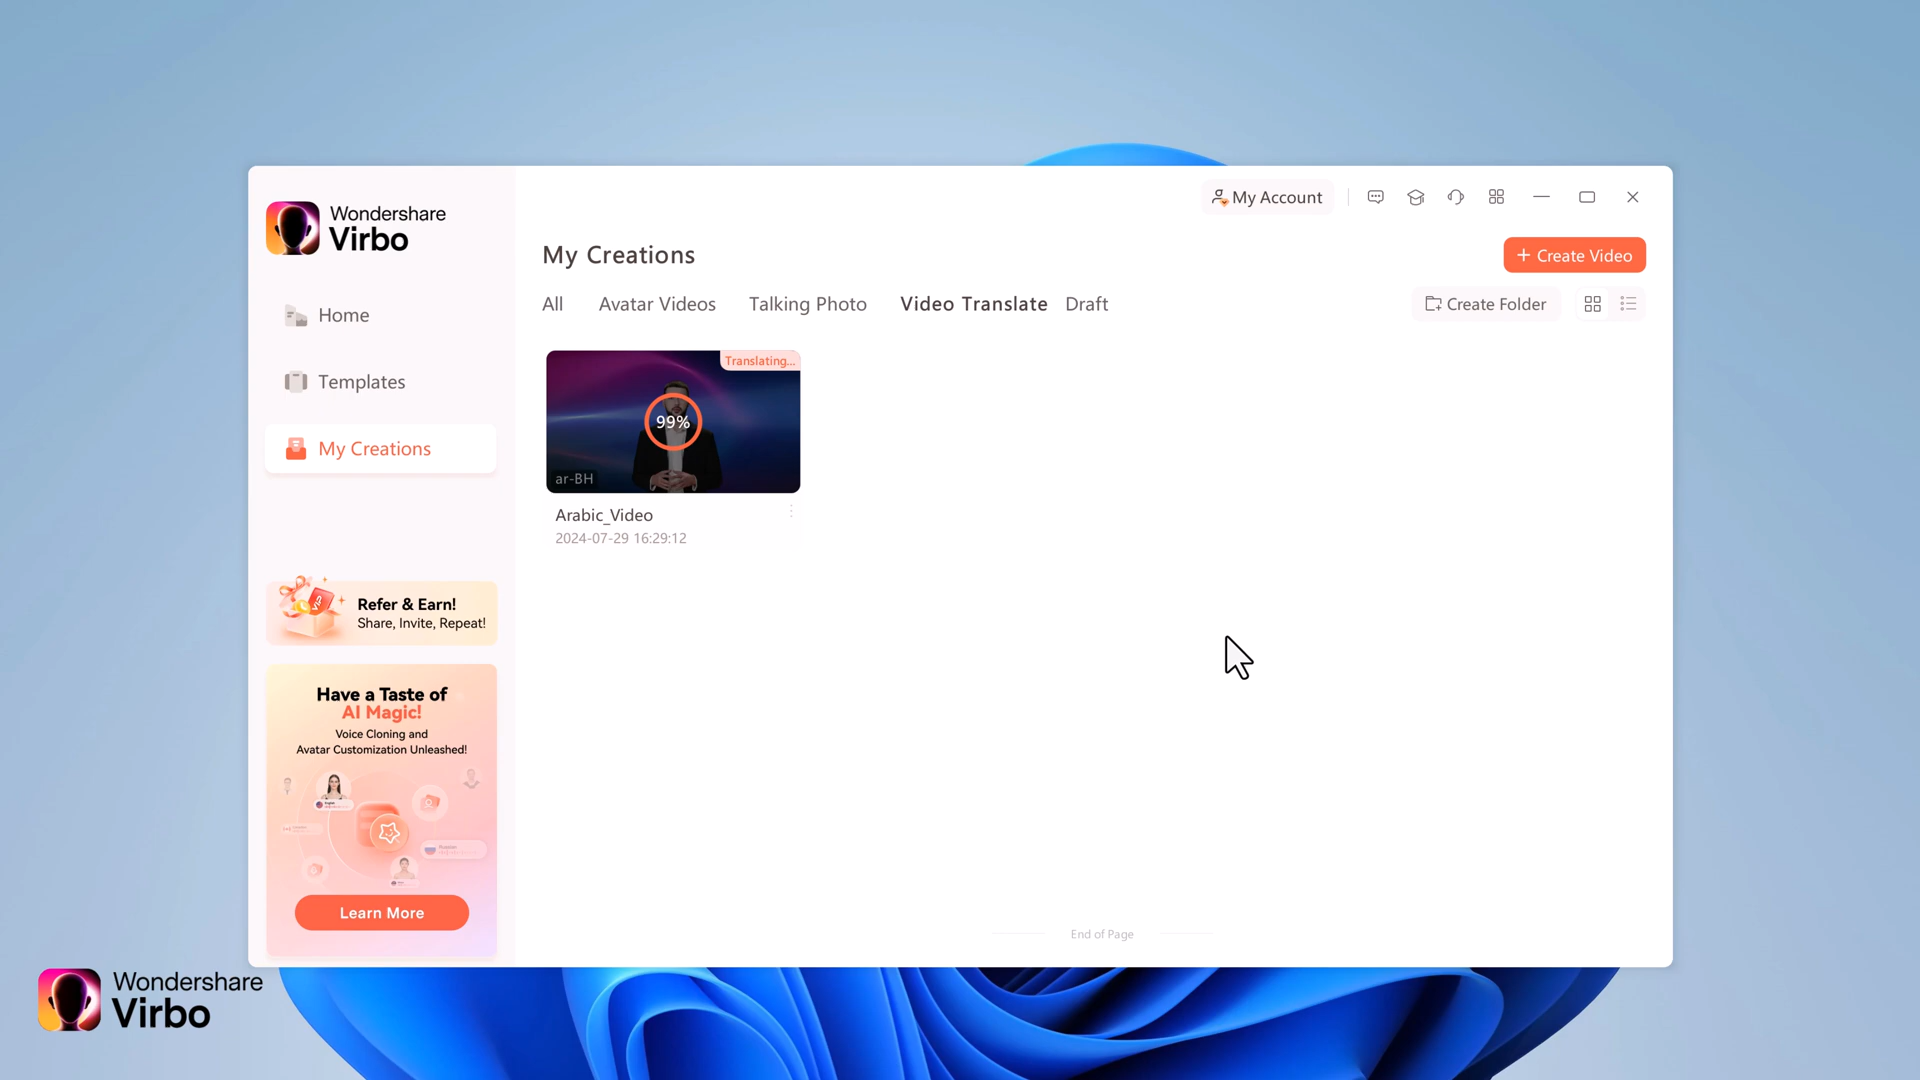 Wondershare
Virbo
My Account
Home
Templates
My Creations
My Creations
+ Create Video
All
Avatar Videos
Talking Photo
Video Translate
Draft
Create Folder
Translating...
99%
ar-BH
Arabic_Video
2024-07-29 16:29:12
Refer & Earn!
Share, Invite, Repeat!
Have a Taste of
AI Magic!
Voice Cloning and
Avatar Customization Unleashed!
Learn More
End of Page
Wondershare
Virbo